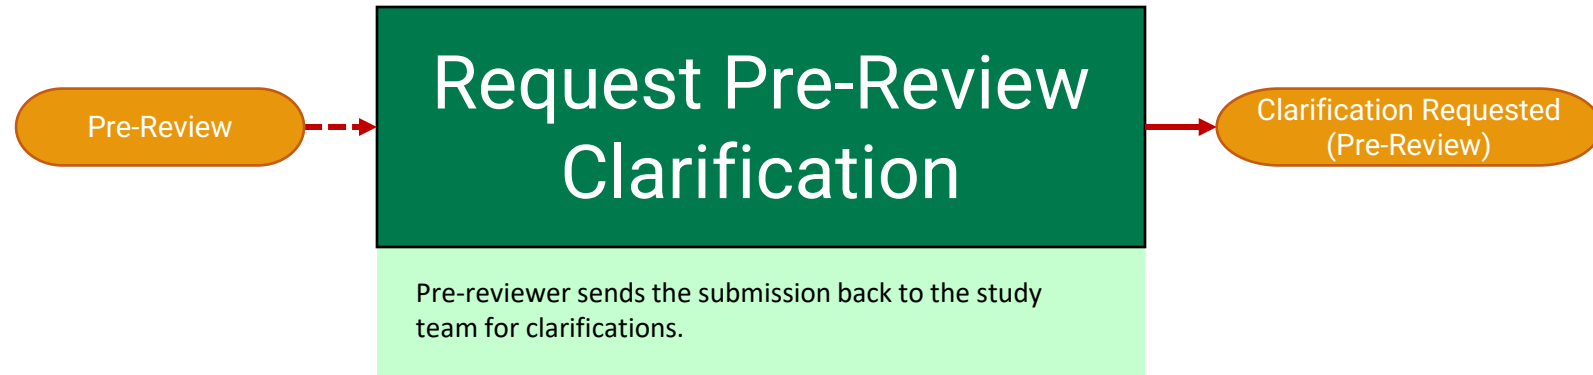 Pre-Review
Request Pre-Review
Clarification
Clarification Requested
(Pre-Review)
Pre-reviewer sends the submission back to the study
team for clarifications.